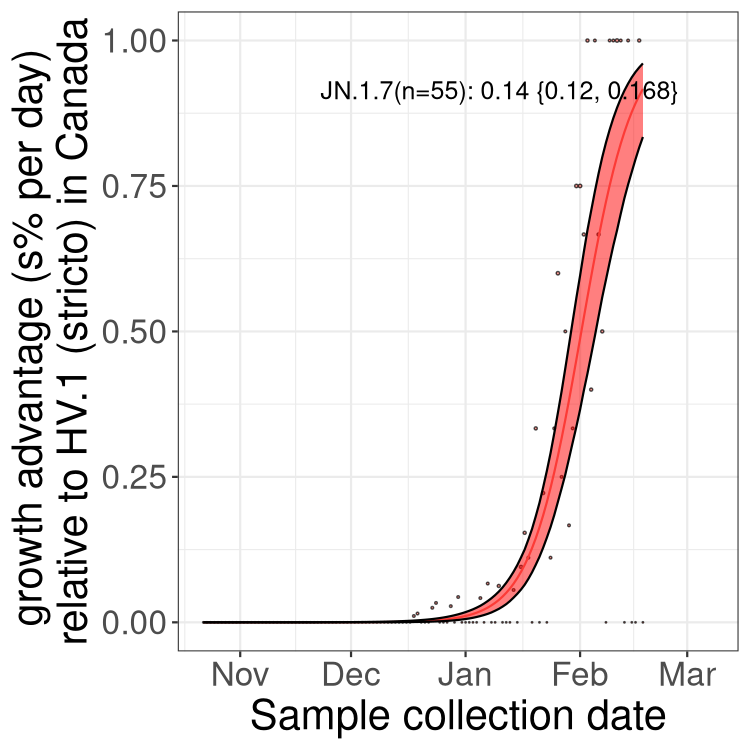 growth advantage (s% per day)
relative to HV.1 (stricto) in Canada
1.00
0.75
0.50
0.25
0.00
JN.1.7(n=55): 0.14 {0.12, 0.168}
Nov Dec Jan Feb Mar
Sample collection date